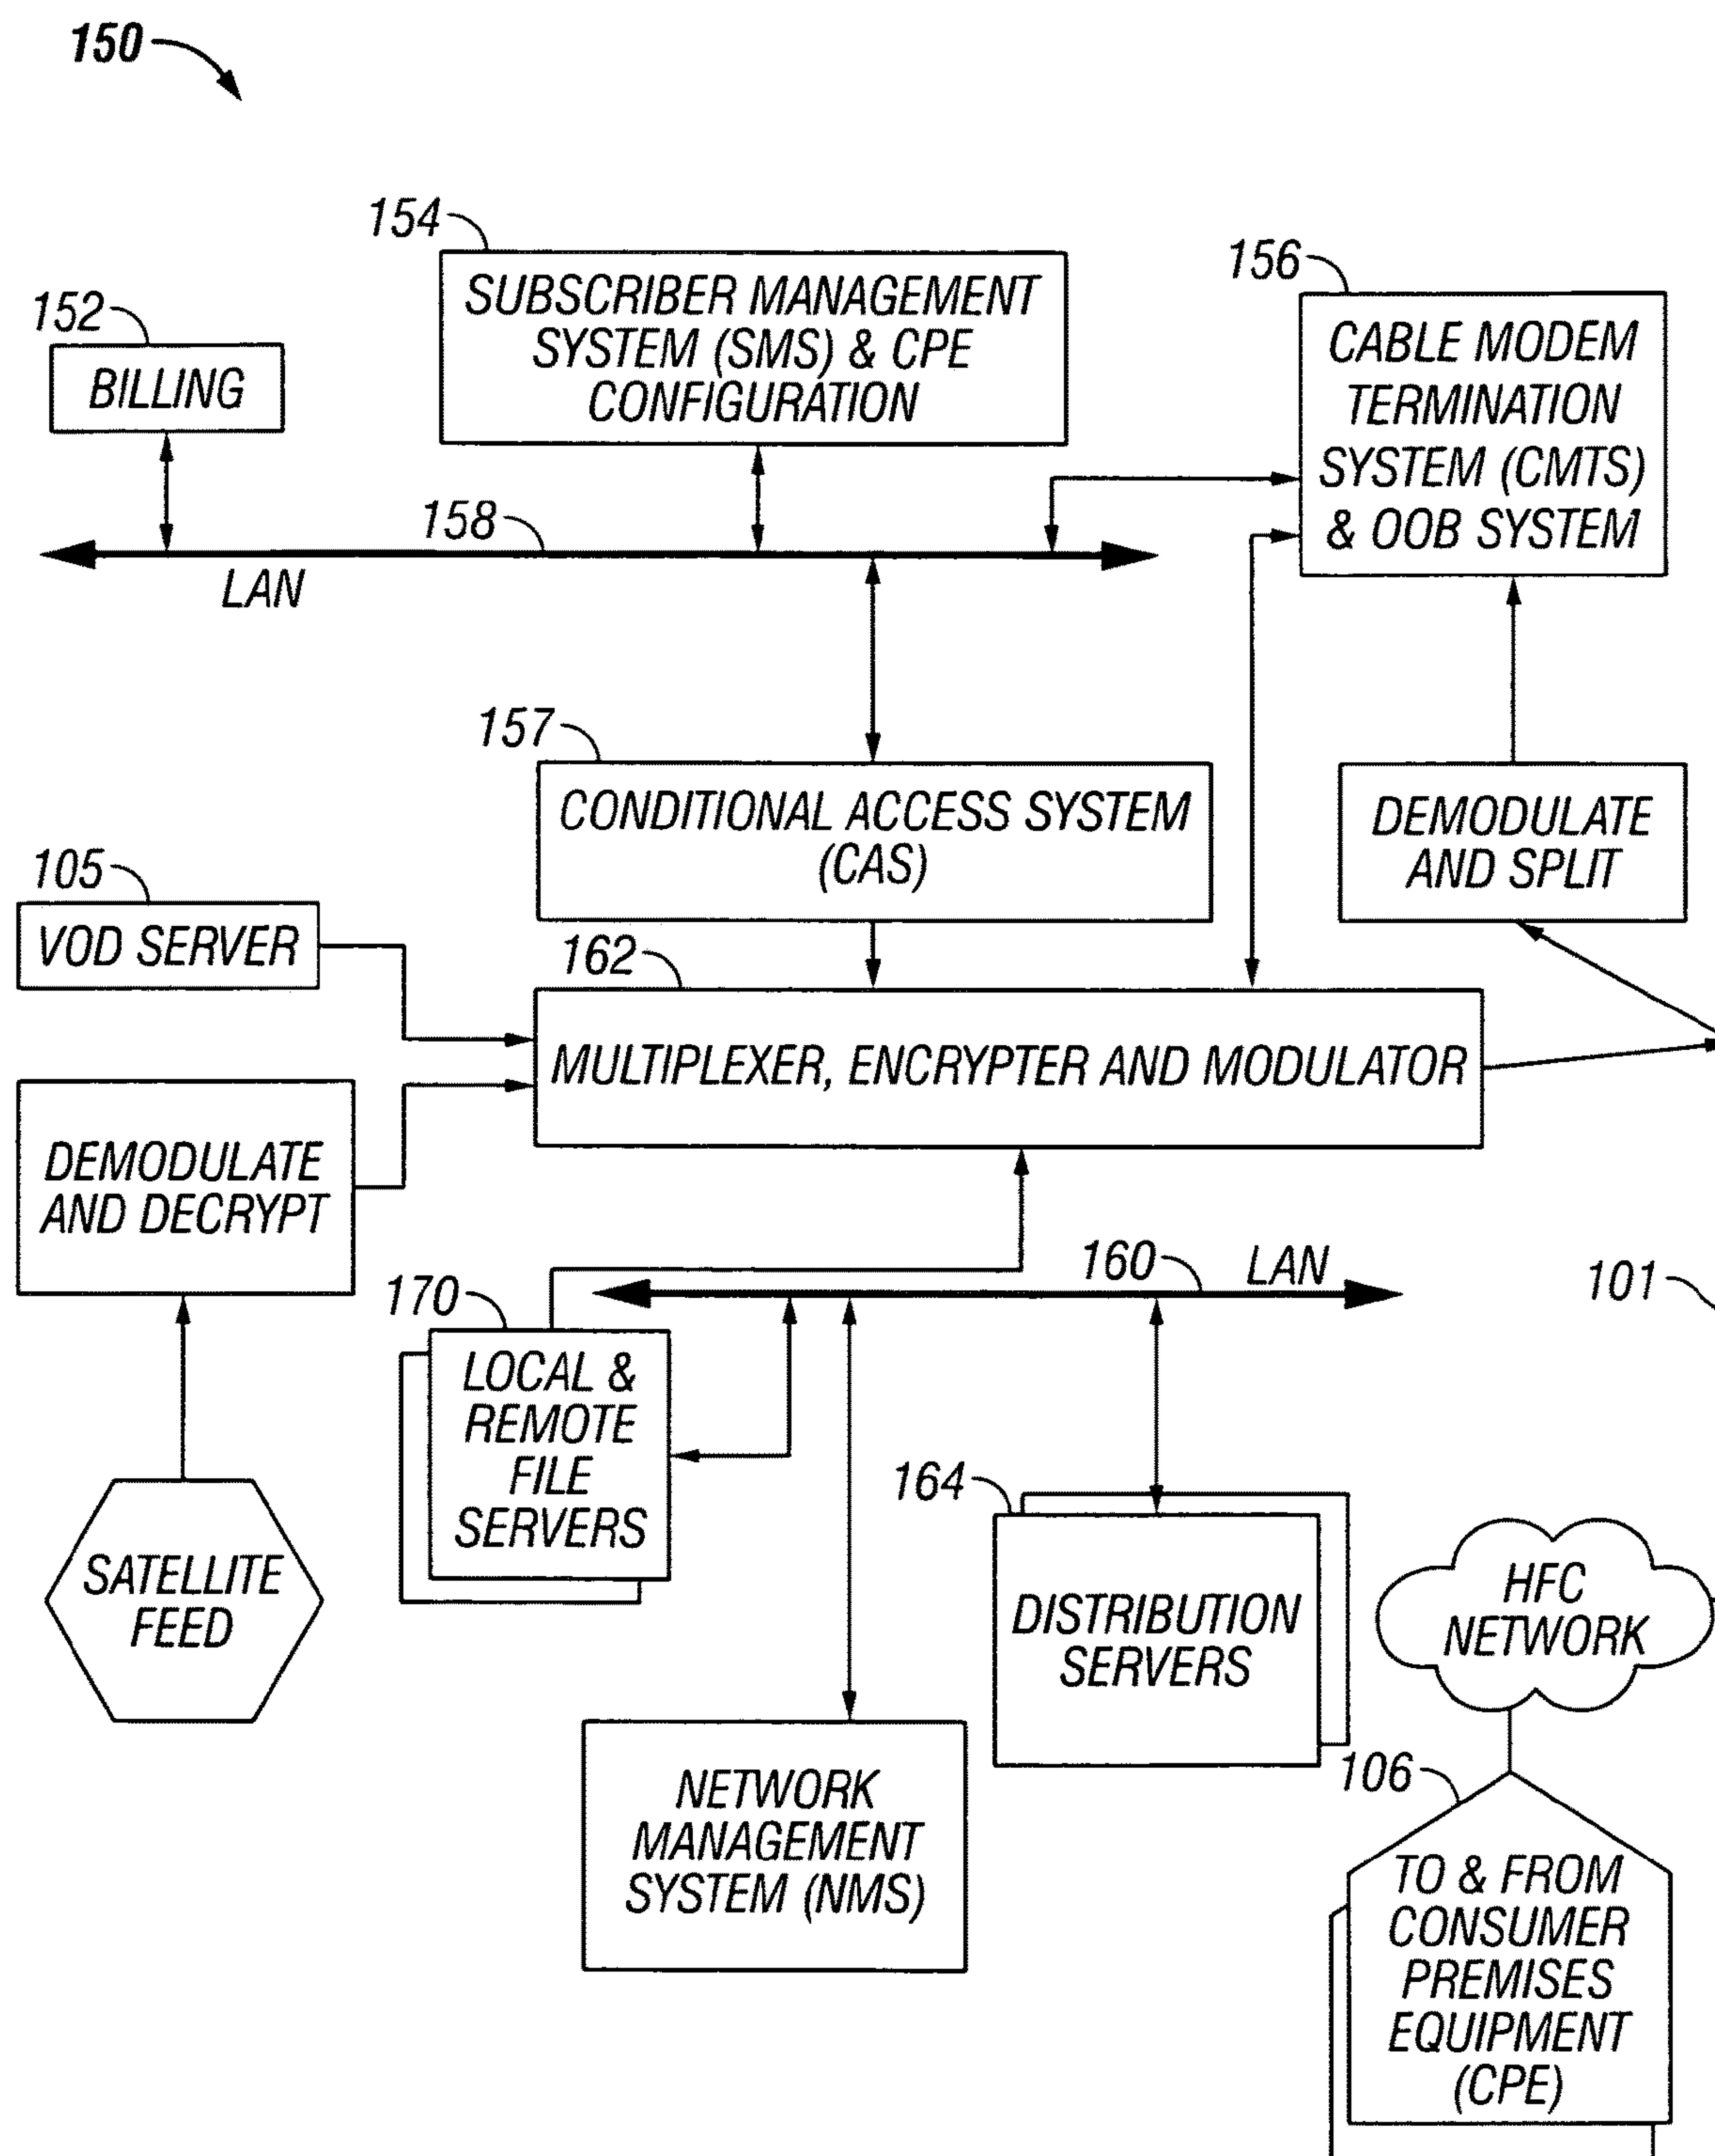 150
154
SUBSCRIBER MANAGEMENT
SYSTEM (SMS) & CPE
CONFIGURATION
156
CABLE MODEM
TERMINATION
SYSTEM (CMTS)
& OOB SYSTEM
152
BILLING
158
LAN
157
CONDITIONAL ACCESS SYSTEM
(CAS)
DEMODULATE
AND SPLIT
105
VOD SERVER
162
MULTIPLEXER, ENCRYPTER AND MODULATOR
DEMODULATE
AND DECRYPT
160
LAN
101
170
LOCAL &
REMOTE
FILE
SERVERS
164
DISTRIBUTION
SERVERS
SATELLITE
FEED
HFC
NETWORK
NETWORK
MANAGEMENT
SYSTEM (NMS)
106
TO & FROM
CONSUMER
PREMISES
EQUIPMENT
(CPE)